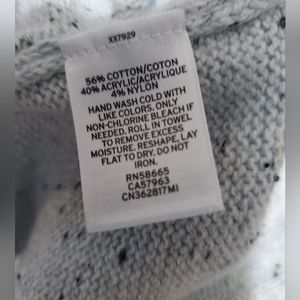 XX7929
56% COTTON/COTON
40% ACRYLIC/ACRYLIQUE
4% NYLON
HAND WASH COLD WITH
LIKE COLORS. ONLY
NON-CHLORINE BLEACH IF
NEEDED. ROLL IN TOWEL
TO REMOVE EXCESS
MOISTURE. RESHAPE, LAY
FLAT TO DRY. DO NOT
IRON.
RN58665
CA57963
CN362817MI